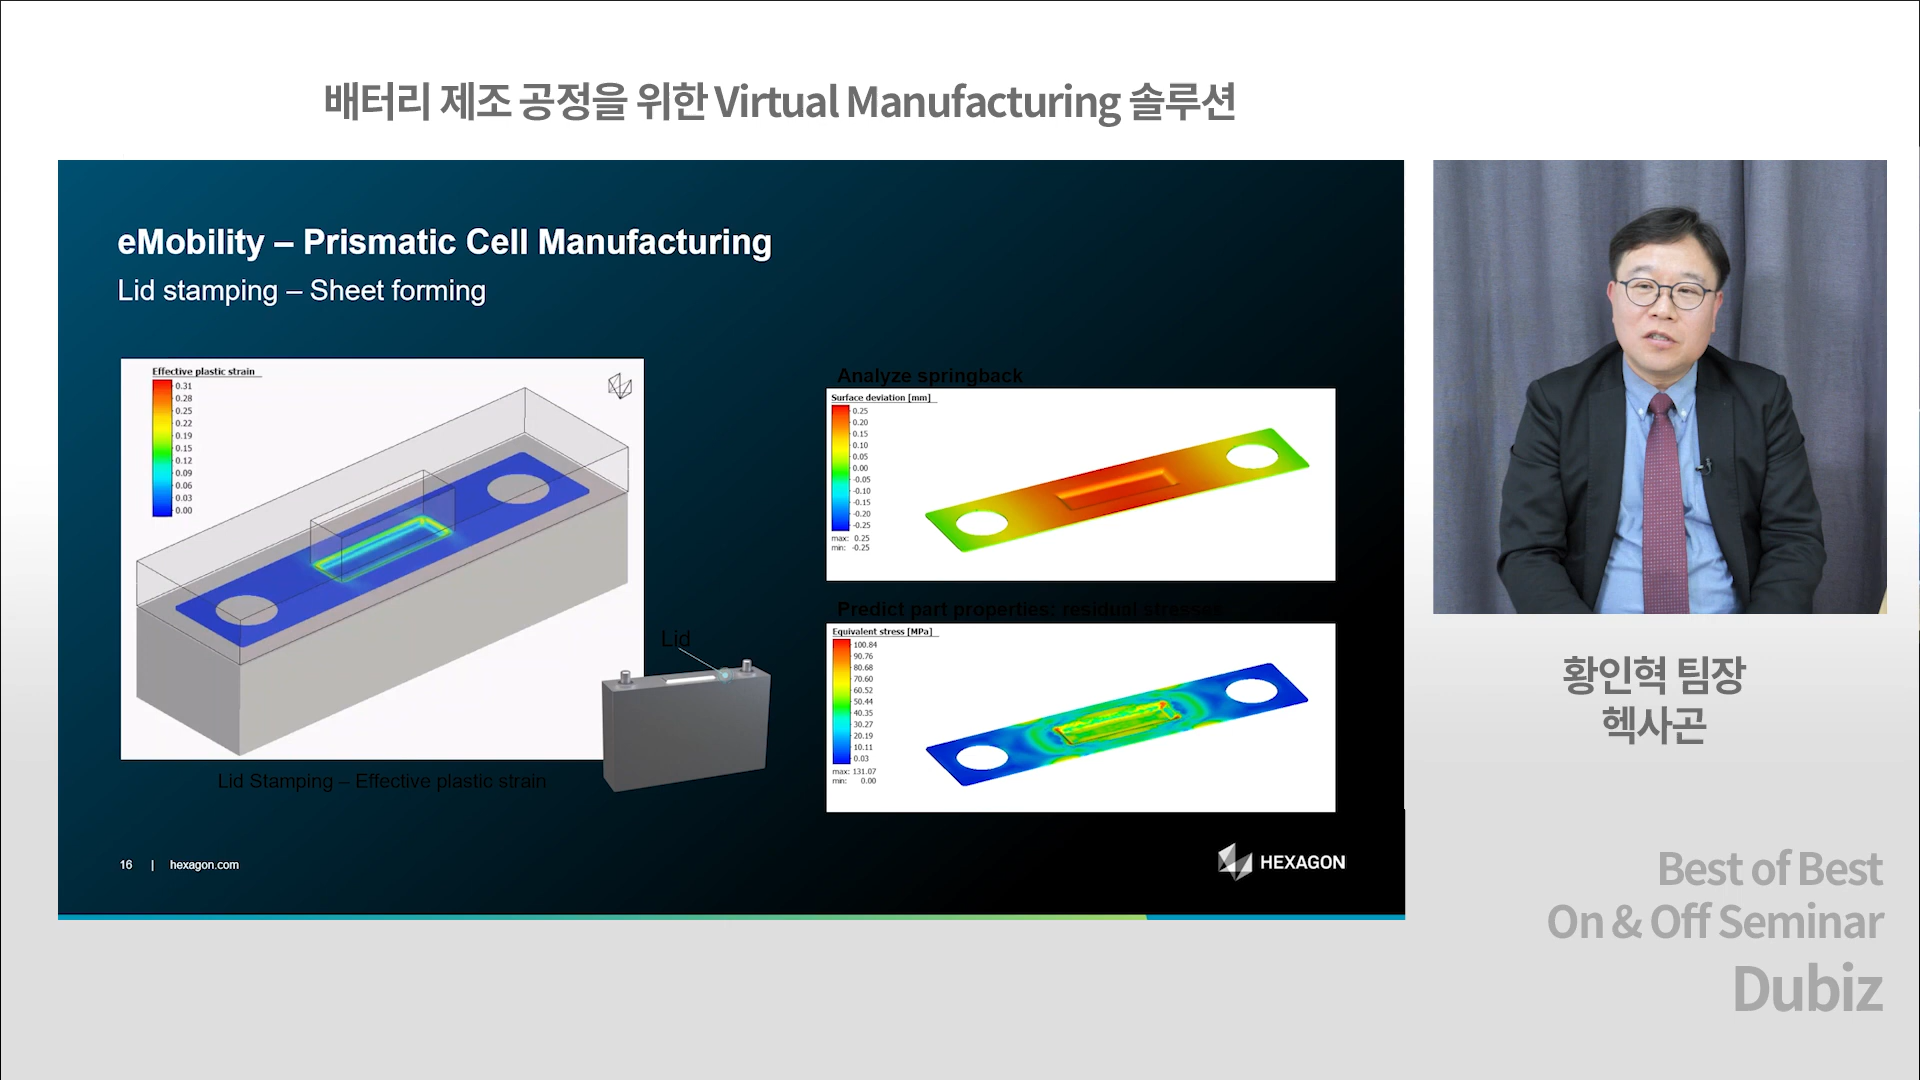 배터리 제조 공정을 위한 Virtual Manufacturing 솔루션
eMobility – Prismatic Cell Manufacturing
Lid stamping – Sheet forming
Effective plastic strain
0.31
0.28
0.25
0.22
0.19
0.15
0.12
0.09
0.06
0.03
0.00
Lid
Lid Stamping – Effective plastic strain
Analyze springback
Surface deviation [mm]
0.25
0.20
0.15
0.10
0.05
0.00
-0.05
-0.10
-0.15
-0.20
-0.25
max: 0.25
min: -0.25
Predict part properties: residual stresses
Equivalent stress [MPa]
100.84
90.76
80.68
70.60
60.52
50.44
40.35
30.27
20.19
10.11
0.03
max: 131.07
min: 0.00
16 | hexagon.com
HEXAGON
황인혁 팀장
헥사곤
Best of Best
On & Off Seminar
Dubiz